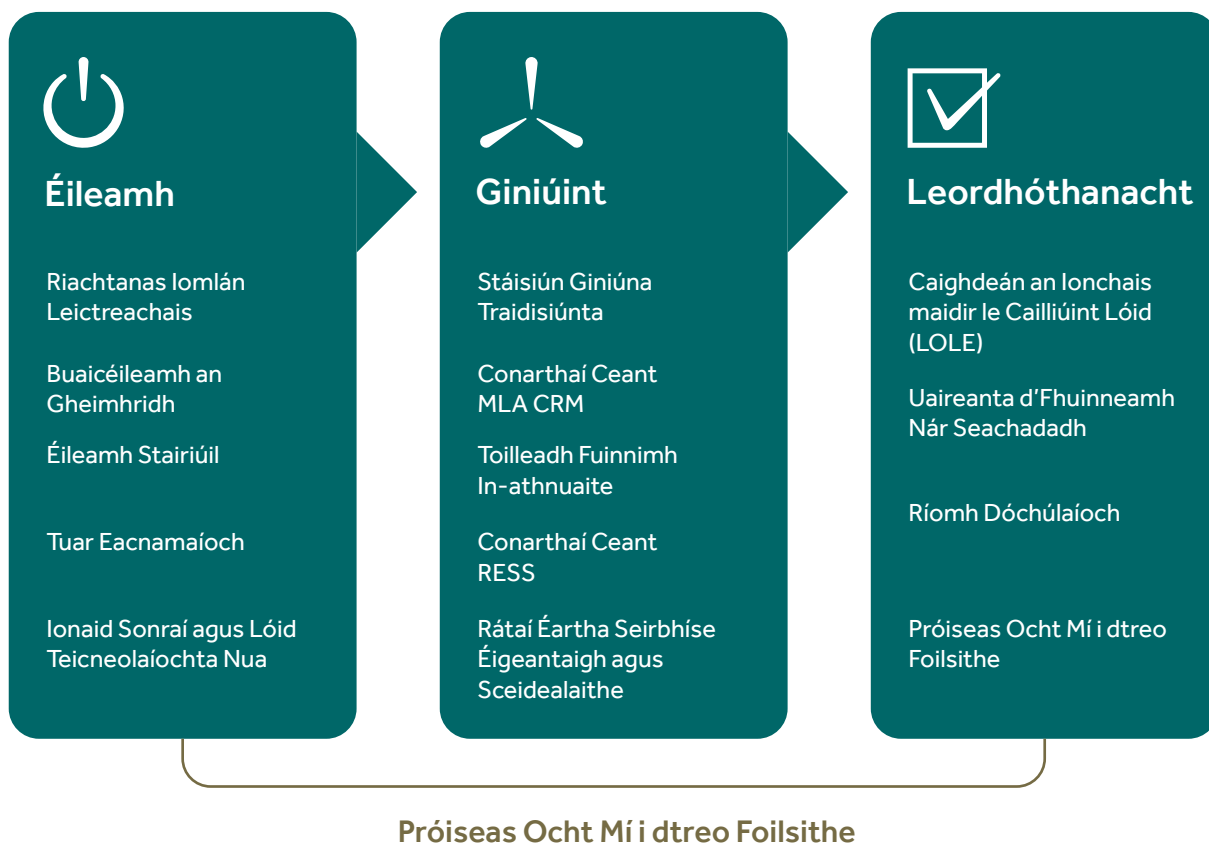 Éileamh
Riachtanas Iomlán
Leictreachais
Buaicéileamh an
Gheimhridh
Éileamh Stairiúil
Tuar Eacnamaíoch
Ionaid Sonraí agus Lóid
Teicneolaíochta Nua
Giniúint
Stáisiún Giniúna
Traidisiúnta
Conarthaí Ceant
MLA CRM
Toilleadh Fuinnimh
In-athnuaite
Conarthaí Ceant
RESS
Rátaí Éartha Seirbhíse
Éigeantaigh agus
Sceidealaithe
Leordhóthanacht
Caighdeán an Ionchais
maidir le Cailliúint Lóid
(LOLE)
Uaireanta d’Fhuinneamh
Nár Seachadadh
Ríomh Dóchúlaíoch
Próiseas Ocht Mí i dtreo
Foilsithe
Próiseas Ocht Mí i dtreo Foilsithe